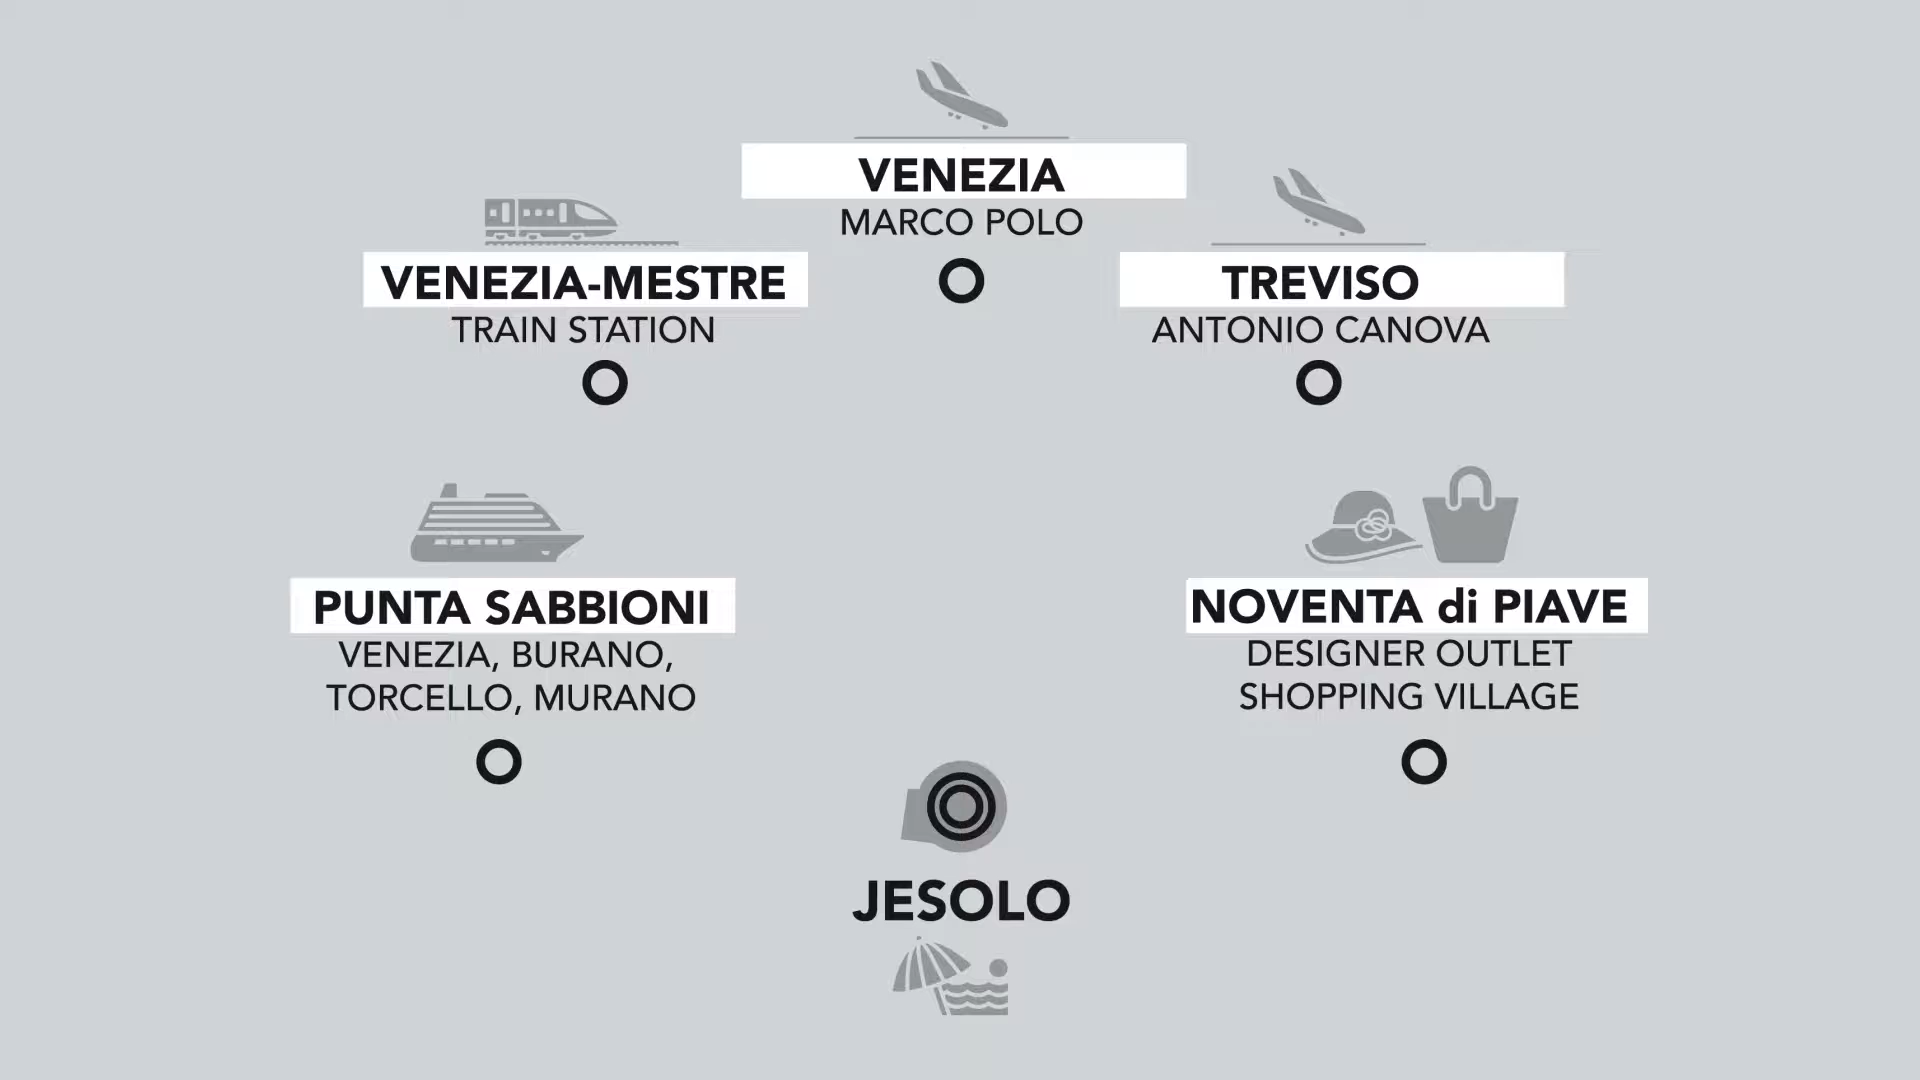 VENEZIA
MARCO POLO
VENEZIA-MESTRE
TRAIN STATION
TREVISO
ANTONIO CANOVA
PUNTA SABBIONI
VENEZIA, BURANO,
TORCELLO, MURANO
NOVENTA di PIAVE
DESIGNER OUTLET
SHOPPING VILLAGE
JESOLO